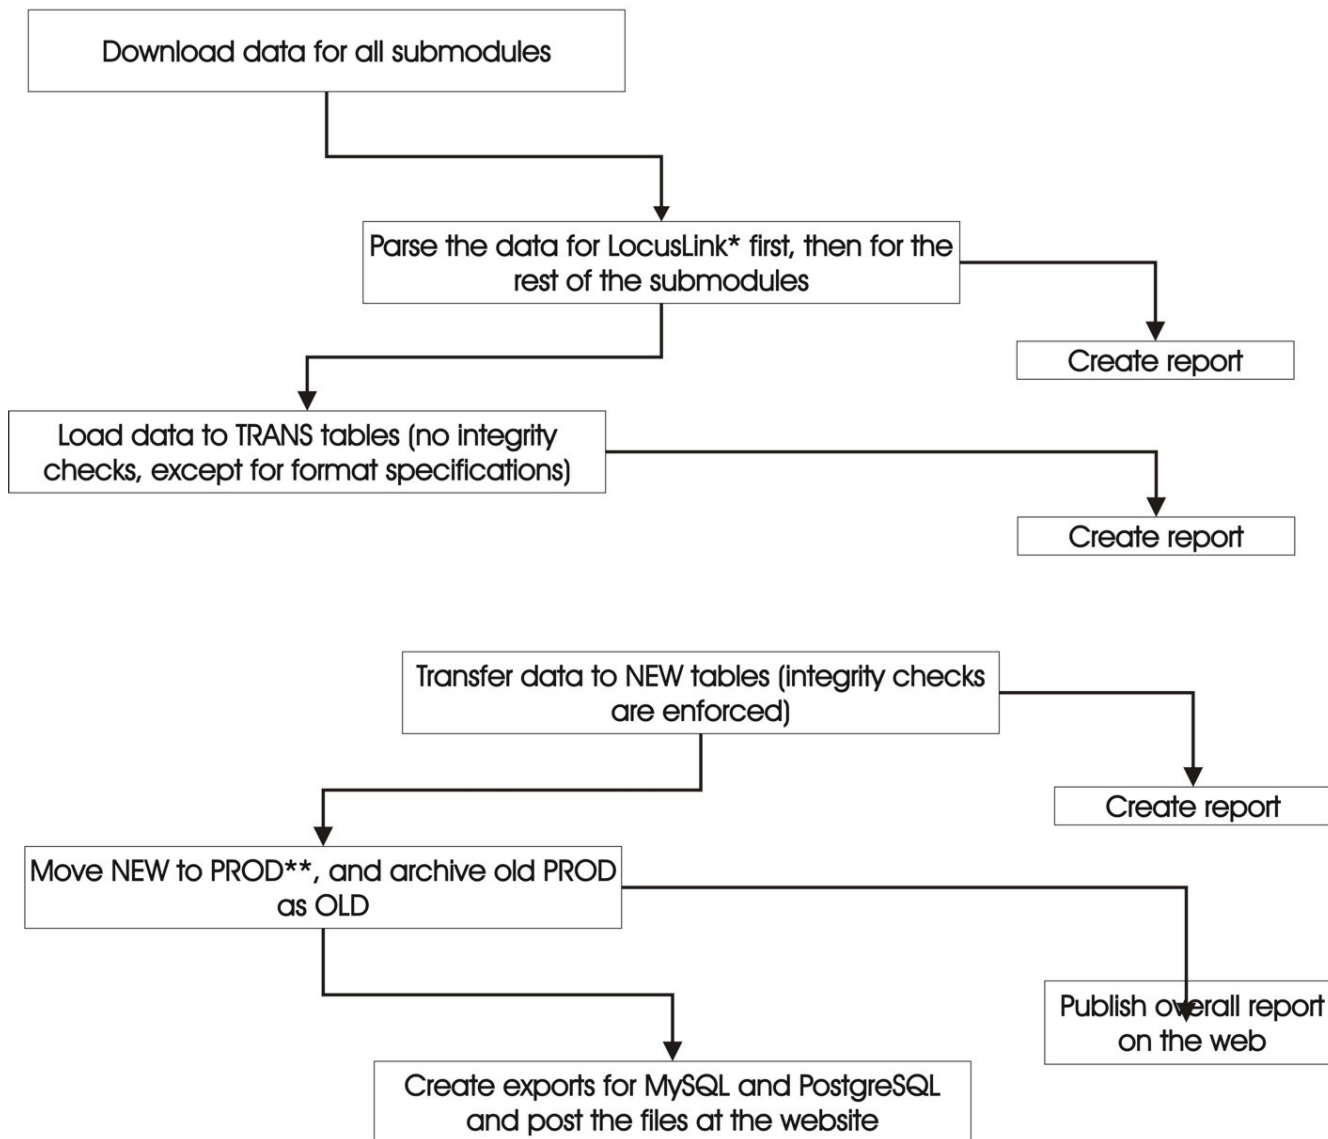 Download data for all submodules
Parse the data for LocusLink* first, then for the
rest of the submodules
Create report
Load data to TRANS tables (no integrity
checks, except for format specifications)
Create report
Transfer data to NEW tables (integrity checks
are enforced)
Create report
Move NEW to PROD**, and archive old PROD
as OLD
Publish overall report
on the web
Create exports for MySQL and PostgreSQL
and post the files at the website